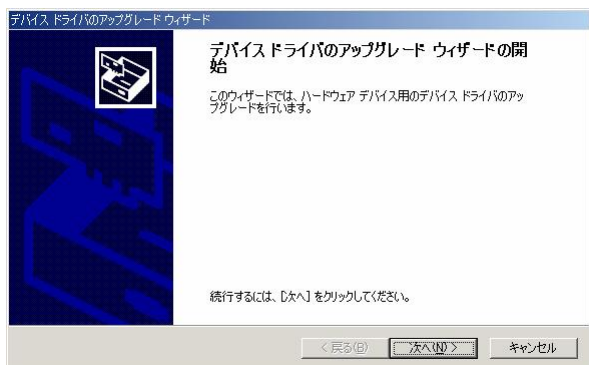 デバイス ドライバのアップグレード ウィザード
デバイス ドライバのアップグレード ウィザードの開
始
このウィザードでは、ハードウェア デバイス用のデバイス ドライバのアッ
プグレードを行います。
続行するには、[次へ] をクリックしてください。
< 戻る(B)
次へ(N) >
キャンセル